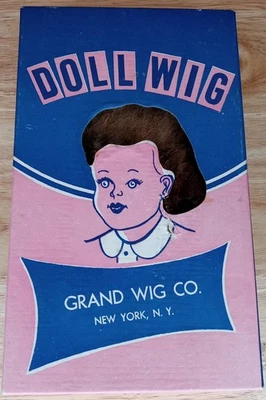 DOLL WIG
GRAND WIG CO.
NEW YORK, N. Y.